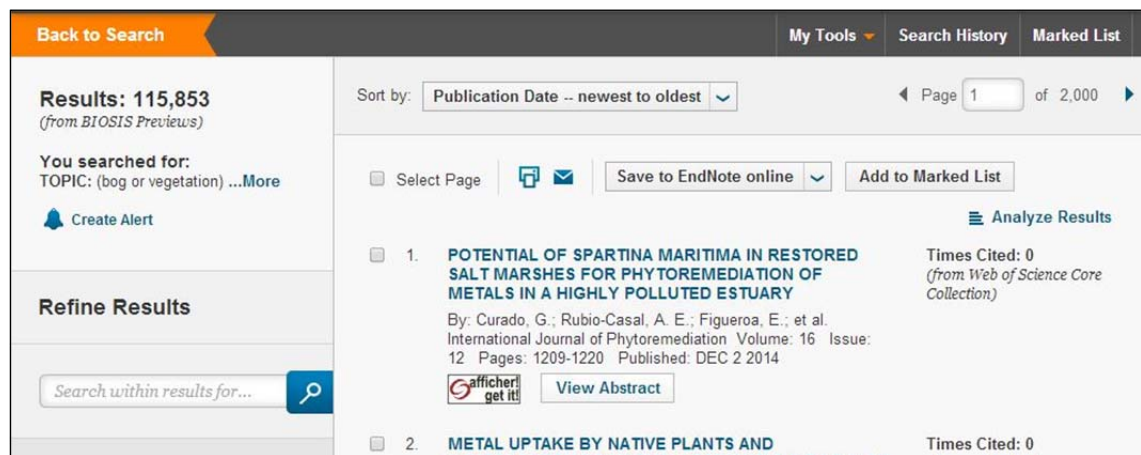 Back to Search
My Tools
Search History
Marked List
Results: 115,853
(from BIOSIS Previews)
You searched for:
TOPIC: (bog or vegetation) ...More
Create Alert
Refine Results
Search within results for...
Sort by: Publication Date -- newest to oldest
Page 1 of 2,000
Select Page
Save to EndNote online
Add to Marked List
Analyze Results
1. POTENTIAL OF SPARTINA MARITIMA IN RESTORED
SALT MARSHES FOR PHYTOREMEDIATION OF
METALS IN A HIGHLY POLLUTED ESTUARY
By: Curado, G.; Rubio-Casal, A. E.; Figueroa, E.; et al.
International Journal of Phytoremediation Volume: 16 Issue:
12 Pages: 1209-1220 Published: DEC 2 2014
afficher!
get it!
View Abstract
Times Cited: 0
(from Web of Science Core
Collection)
2. METAL UPTAKE BY NATIVE PLANTS AND
Times Cited: 0